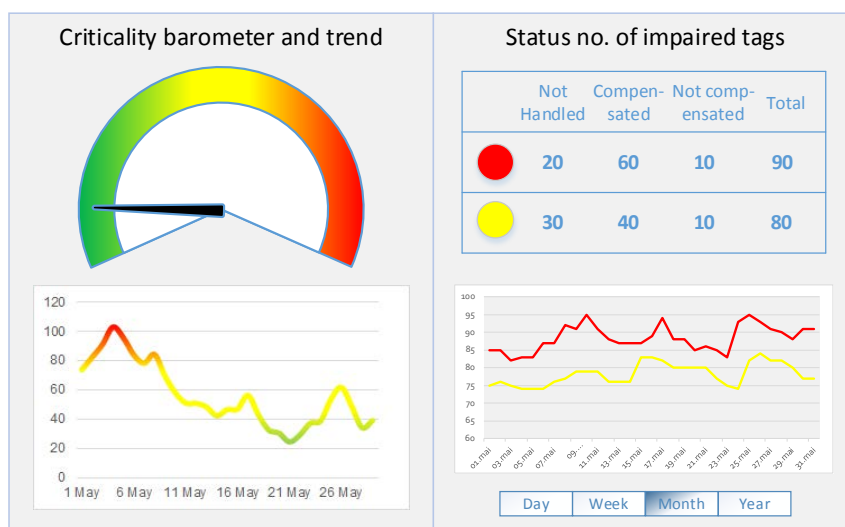 Criticality barometer and trend
Status no. of impaired tags
Not Handled Compen-sated Not comp-ensated Total
20 60 10 90
30 40 10 80
120
100
80
60
40
20
0
1 May 6 May 11 May 16 May 21 May 26 May
100
95
90
85
80
75
70
65
60
01.mai 03.mai 05.mai 07.mai 09.... 11.mai 13.mai 15.mai 17.mai 19.mai 21.mai 23.mai 25.mai 27.mai 29.mai 31.mai
Day Week Month Year